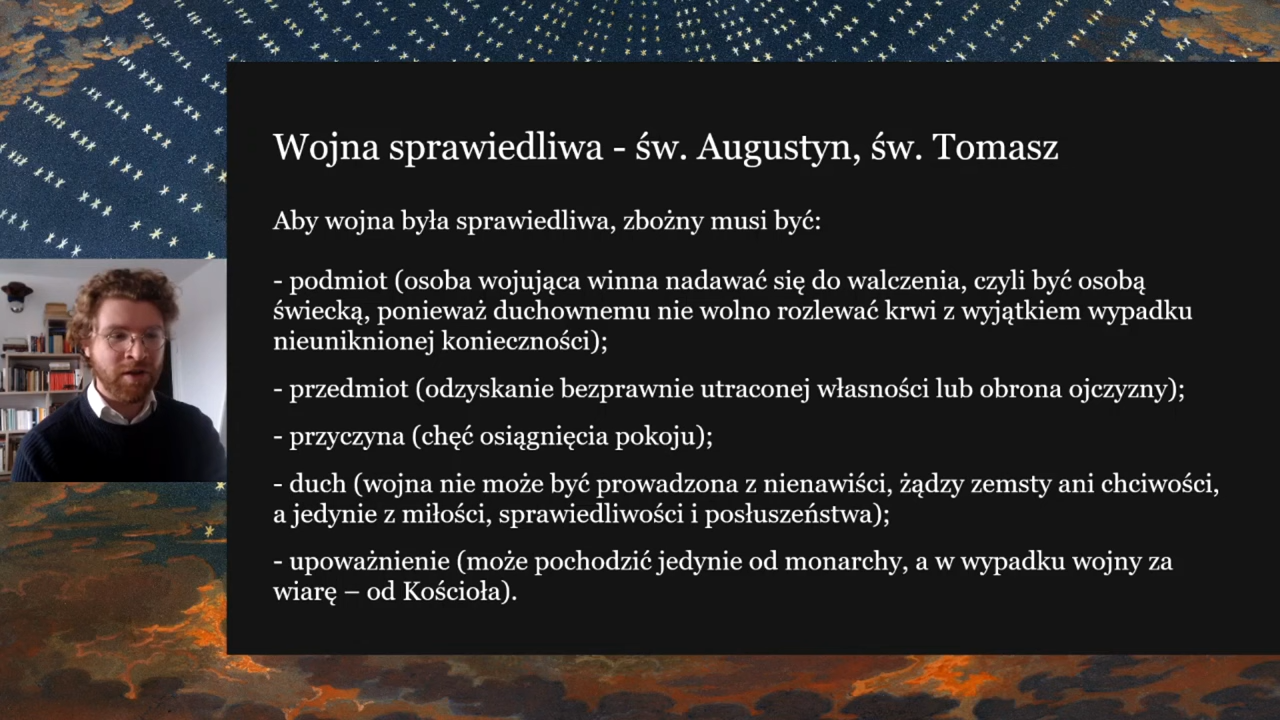 Wojna sprawiedliwa - św. Augustyn, św. Tomasz
Aby wojna była sprawiedliwa, zbożny musi być:
- podmiot (osoba wojująca winna nadawać się do walczenia, czyli być osobą
świecką, ponieważ duchownemu nie wolno rozlewać krwi z wyjątkiem wypadku
nieuniknionej konieczności);
- przedmiot (odzyskanie bezprawnie utraconej własności lub obrona ojczyzny);
- przyczyna (chęć osiągnięcia pokoju);
- duch (wojna nie może być prowadzona z nienawiści, żądzy zemsty ani chciwości,
a jedynie z miłości, sprawiedliwości i posłuszeństwa);
- upoważnienie (może pochodzić jedynie od monarchy, a w wypadku wojny za
wiarę – od Kościoła).